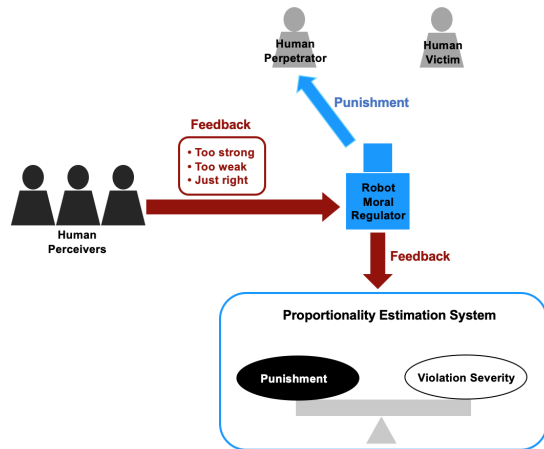 Human
Perpetrator
Human
Victim
Punishment
Feedback
• Too strong
• Too weak
• Just right
Robot
Moral
Regulator
Human
Perceivers
Feedback
Proportionality Estimation System
Punishment
Violation Severity